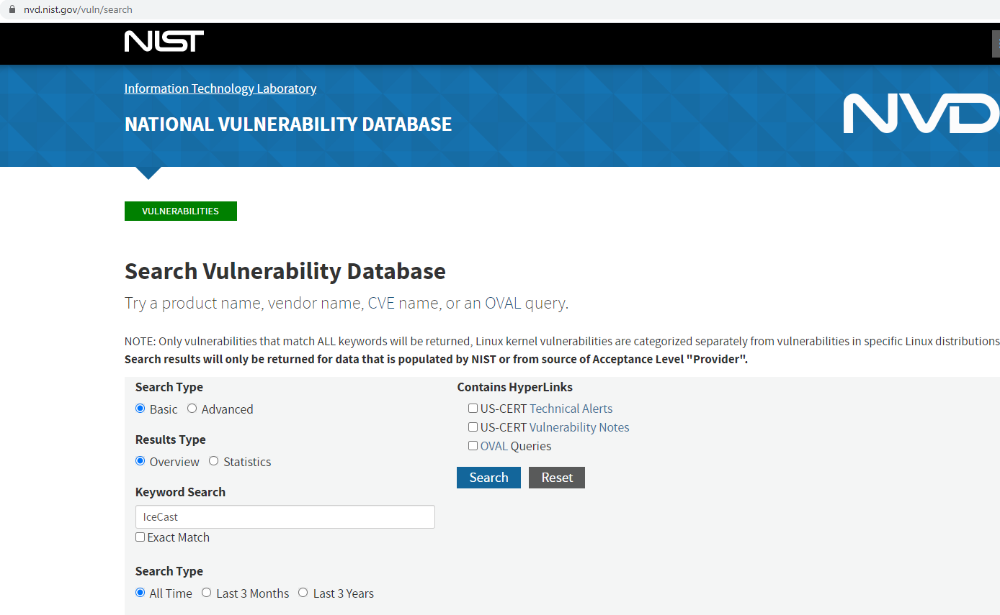 nvd.nist.gov/vuln/search
NIST
Information Technology Laboratory
NATIONAL VULNERABILITY DATABASE
NVD
VULNERABILITIES
Search Vulnerability Database
Try a product name, vendor name, CVE name, or an OVAL query.
NOTE: Only vulnerabilities that match ALL keywords will be returned, Linux kernel vulnerabilities are categorized separately from vulnerabilities in specific Linux distributions
Search results will only be returned for data that is populated by NIST or from source of Acceptance Level "Provider".
Search Type
Basic Advanced
Results Type
Overview Statistics
Keyword Search
IceCast
Exact Match
Search Type
All Time Last 3 Months Last 3 Years
Contains HyperLinks
US-CERT Technical Alerts
US-CERT Vulnerability Notes
OVAL Queries
Search Reset